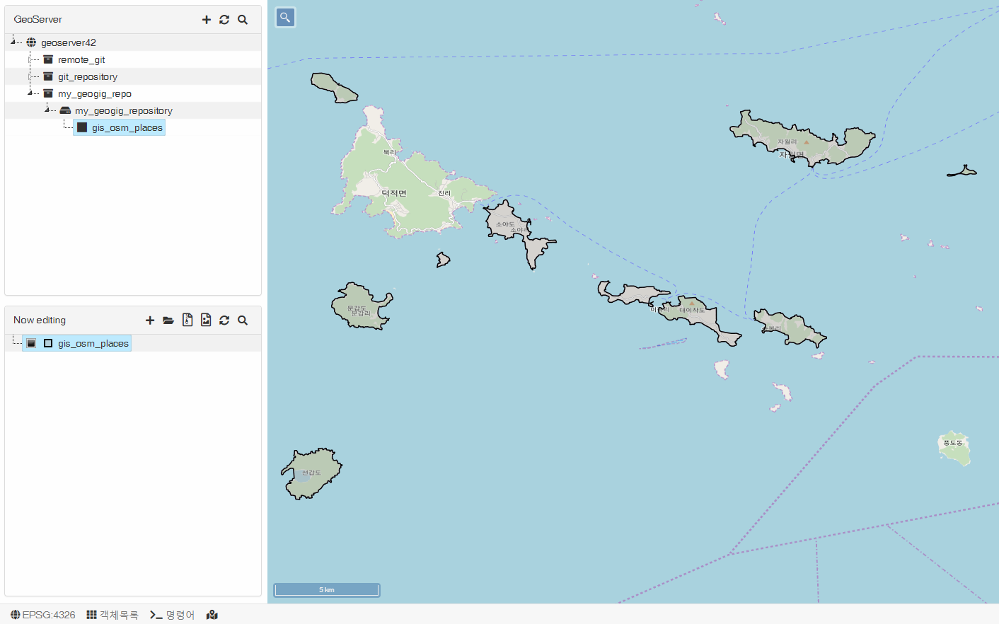 GeoServer
geoserver42
remote_git
git_repository
my_geogig_repo
my_geogig_repository
gis_osm_places
Now editing
gis_osm_places
북리
덕적면
진리
소야도
소야리
자월리
자월면
문갑도
문갑리
이작리
대이작도
선갑도
풍도동
5 km
EPSG:4326
객체목록
명령어